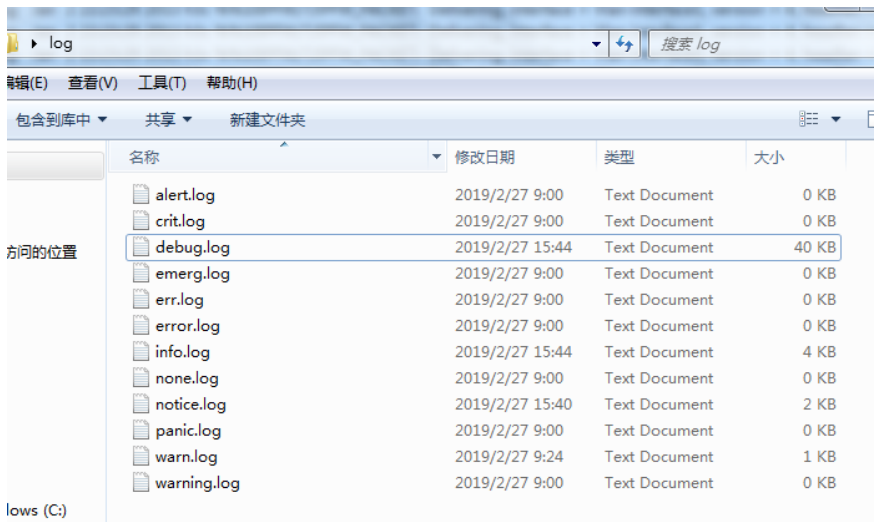 log
搜索 log
编辑(E) 查看(V) 工具(T) 帮助(H)
包含到库中 共享 新建文件夹
名称 修改日期 类型 大小
alert.log 2019/2/27 9:00 Text Document 0 KB
crit.log 2019/2/27 9:00 Text Document 0 KB
访问的位置
debug.log 2019/2/27 15:44 Text Document 40 KB
emerg.log 2019/2/27 9:00 Text Document 0 KB
err.log 2019/2/27 9:00 Text Document 0 KB
error.log 2019/2/27 9:00 Text Document 0 KB
info.log 2019/2/27 15:44 Text Document 4 KB
none.log 2019/2/27 9:00 Text Document 0 KB
notice.log 2019/2/27 15:40 Text Document 2 KB
panic.log 2019/2/27 9:00 Text Document 0 KB
warn.log 2019/2/27 9:24 Text Document 1 KB
warning.log 2019/2/27 9:00 Text Document 0 KB
lows (C:)